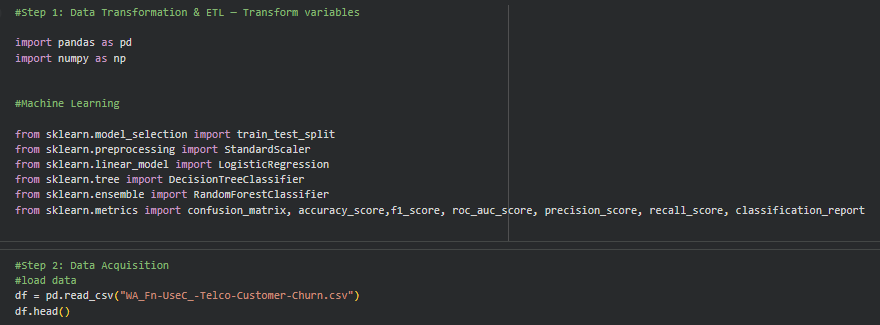 #Step 1: Data Transformation & ETL — Transform variables
import pandas as pd
import numpy as np
#Machine Learning
from sklearn.model_selection import train_test_split
from sklearn.preprocessing import StandardScaler
from sklearn.linear_model import LogisticRegression
from sklearn.tree import DecisionTreeClassifier
from sklearn.ensemble import RandomForestClassifier
from sklearn.metrics import confusion_matrix, accuracy_score,f1_score, roc_auc_score, precision_score, recall_score, classification_report
#Step 2: Data Acquisition
#load data
df = pd.read_csv("WA_Fn-UseC_-Telco-Customer-Churn.csv")
df.head()